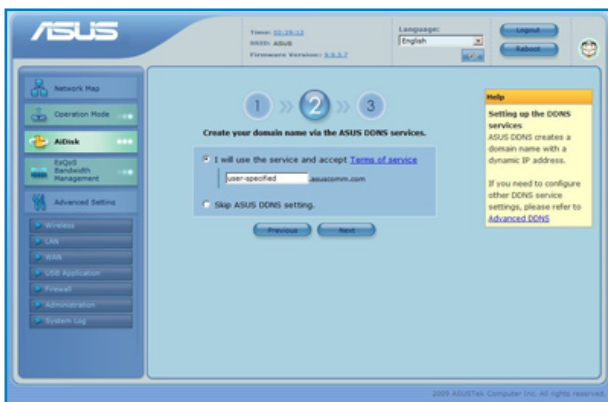 ASUS
Time: 02:29:12
SSID: ASUS
Firmware Version: 5.9.5.7
Language:
English
Logout
Reboot
Network Map
Operation Mode
AiDisk
EzQoS
Bandwidth
Management
Advanced Setting
Wireless
LAN
WAN
USB Application
Firewall
Administration
System Log
1 » 2 » 3
Create your domain name via the ASUS DDNS services.
I will use the service and accept Terms of service
user-specified .asuscomm.com
Skip ASUS DDNS setting.
Previous Next
Help
Setting up the DDNS
services
ASUS DDNS creates a
domain name with a
dynamic IP address.
If you need to configure
other DDNS service
settings, please refer to
Advanced DDNS
2009 ASUSTek Computer Inc. All rights reserved.